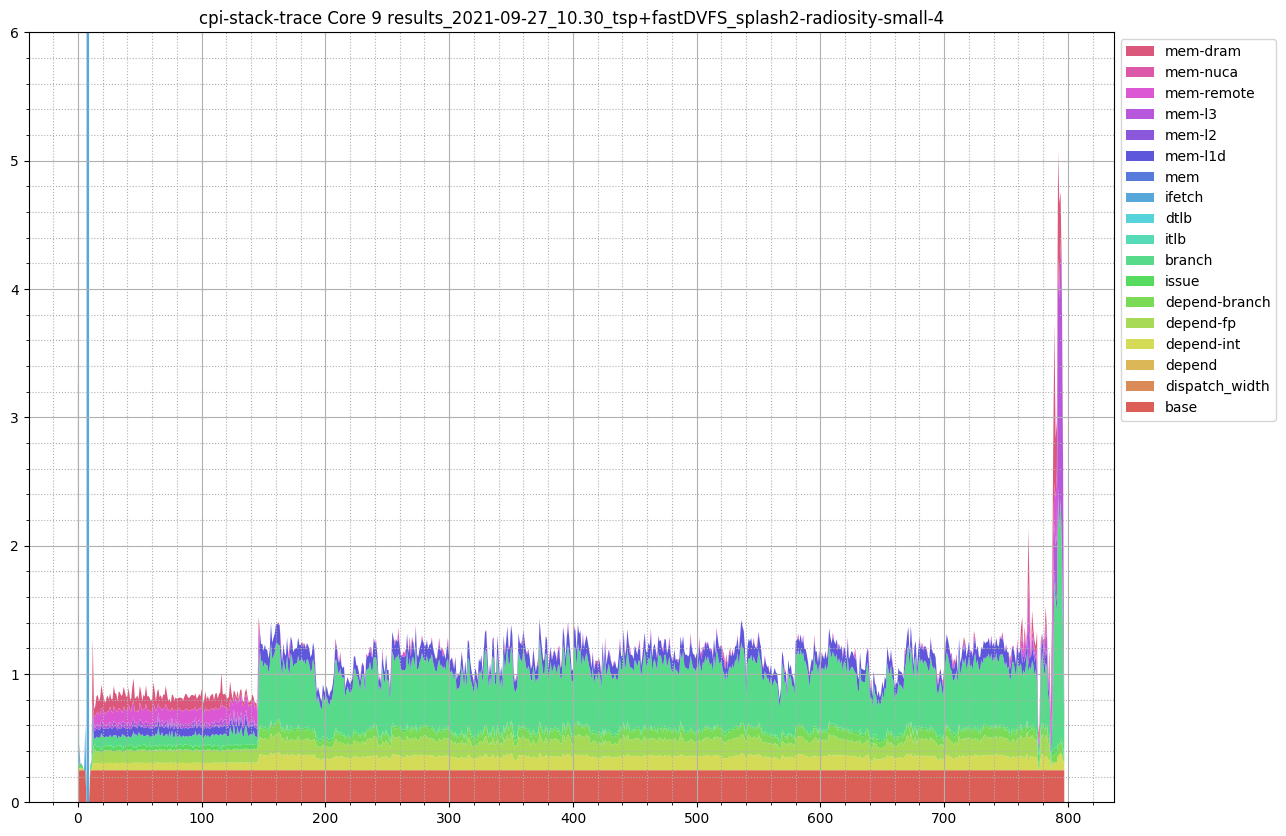 cpi-stack-trace Core 9 results_2021-09-27_10.30_tsp+fastDVFS_splash2-radiosity-small-4
6
5
4
3
2
1
0
0 100 200 300 400 500 600 700 800
mem-dram
mem-nuca
mem-remote
mem-l3
mem-l2
mem-l1d
mem
ifetch
dtlb
itlb
branch
issue
depend-branch
depend-fp
depend-int
depend
dispatch_width
base